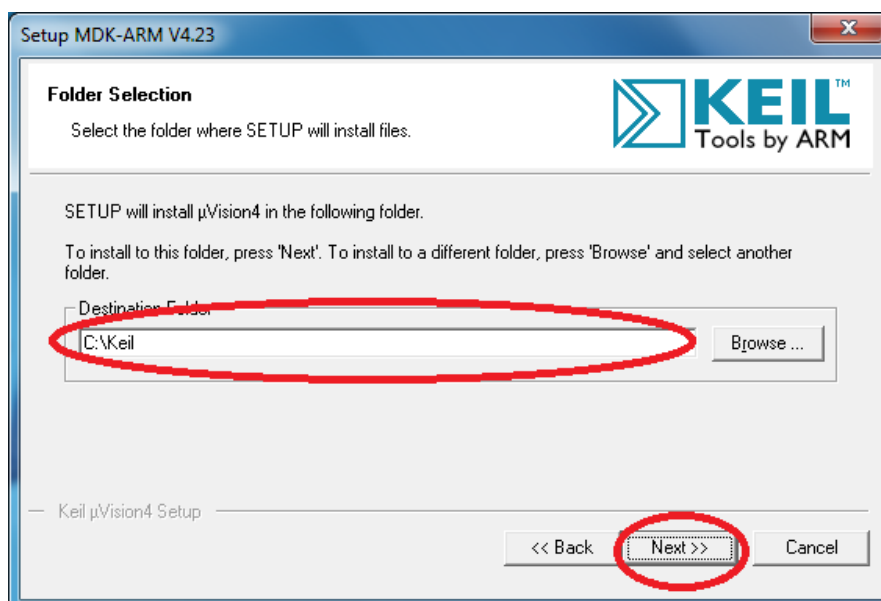 Setup MDK-ARM V4.23
Folder Selection
Select the folder where SETUP will install files.
KEIL™
Tools by ARM
SETUP will install µVision4 in the following folder.
To install to this folder, press 'Next'. To install to a different folder, press 'Browse' and select another
folder.
Destination Folder
C:\Keil
Browse ...
Keil µVision4 Setup
<< Back
Next >>
Cancel